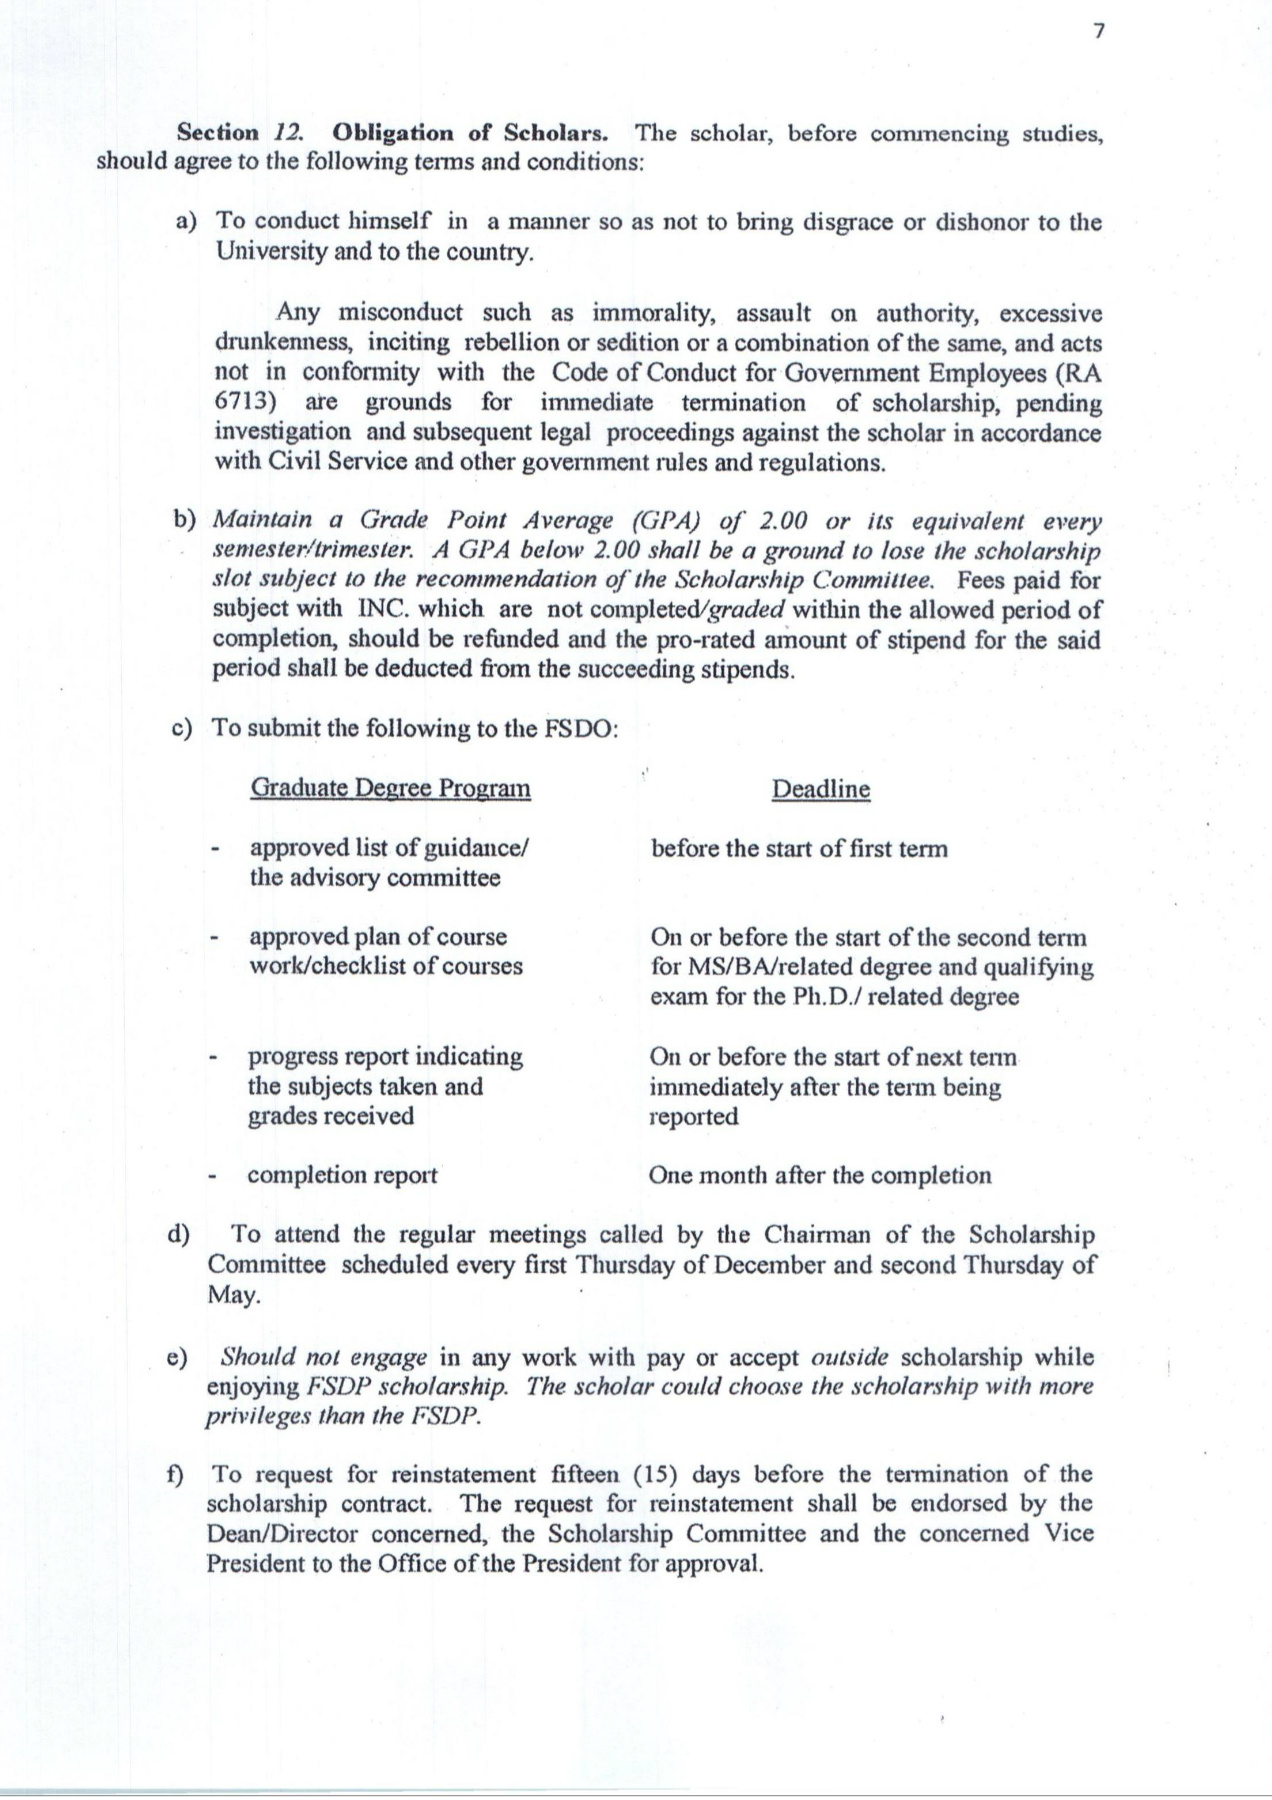 7
Section 12. Obligation of Scholars. The scholar, before commencing studies,
should agree to the following terms and conditions:
a) To conduct himself in a manner so as not to bring disgrace or dishonor to the
University and to the country.
Any misconduct such as immorality, assault on authority, excessive
drunkenness, inciting rebellion or sedition or a combination of the same, and acts
not in conformity with the Code of Conduct for Government Employees (RA
6713) are grounds for immediate termination of scholarship, pending
investigation and subsequent legal proceedings against the scholar in accordance
with Civil Service and other government rules and regulations.
b) Maintain a Grade Point Average (GPA) of 2.00 or its equivalent every
semester/trimester. A GPA below 2.00 shall be a ground to lose the scholarship
slot subject to the recommendation of the Scholarship Committee. Fees paid for
subject with INC. which are not completed/graded within the allowed period of
completion, should be refunded and the pro-rated amount of stipend for the said
period shall be deducted from the succeeding stipends.
c) To submit the following to the FSDO:
Graduate Degree Program Deadline
- approved list of guidance/ before the start of first term
the advisory committee
- approved plan of course On or before the start of the second term
work/checklist of courses for MS/BA/related degree and qualifying
exam for the Ph.D./ related degree
- progress report indicating On or before the start of next term
the subjects taken and immediately after the term being
grades received reported
- completion report One month after the completion
d) To attend the regular meetings called by the Chairman of the Scholarship
Committee scheduled every first Thursday of December and second Thursday of
May.
e) Should not engage in any work with pay or accept outside scholarship while
enjoying FSDP scholarship. The scholar could choose the scholarship with more
privileges than the FSDP.
f) To request for reinstatement fifteen (15) days before the termination of the
scholarship contract. The request for reinstatement shall be endorsed by the
Dean/Director concerned, the Scholarship Committee and the concerned Vice
President to the Office of the President for approval.